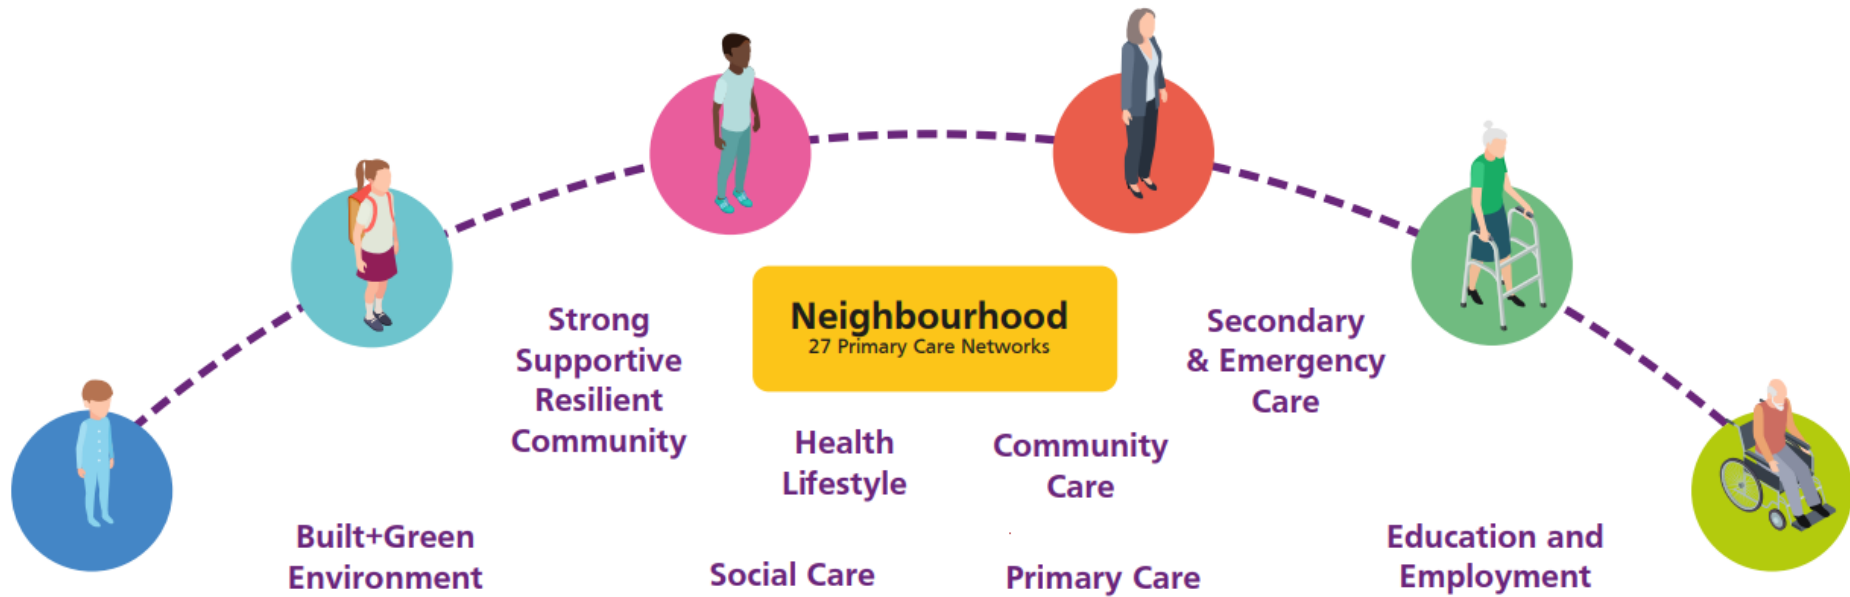 Neighbourhood
27 Primary Care Networks
Strong
Supportive
Resilient
Community
Secondary
& Emergency
Care
Health
Lifestyle
Community
Care
Built+Green
Environment
Social Care
Primary Care
Education and
Employment